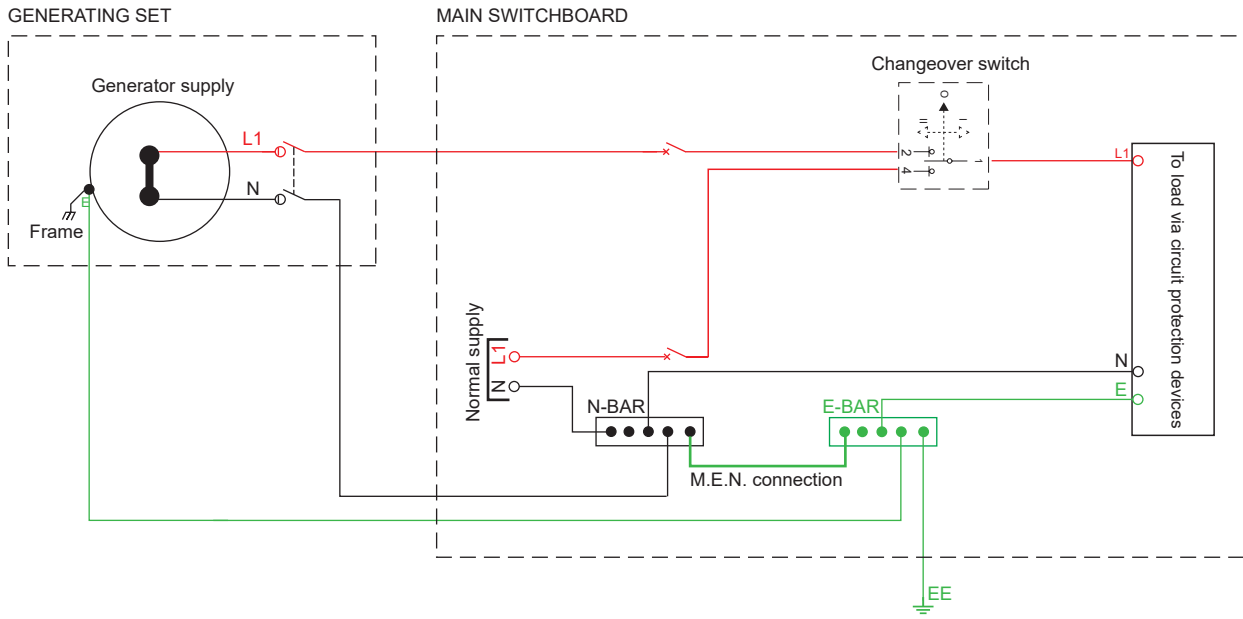 GENERATING SET
MAIN SWITCHBOARD
Changeover switch
Generator supply
O
II
I
L1
2
4
1
L1
N
E
Frame
To load via circuit protection devices
Normal supply
L1
N
N
E
N-BAR
E-BAR
M.E.N. connection
EE